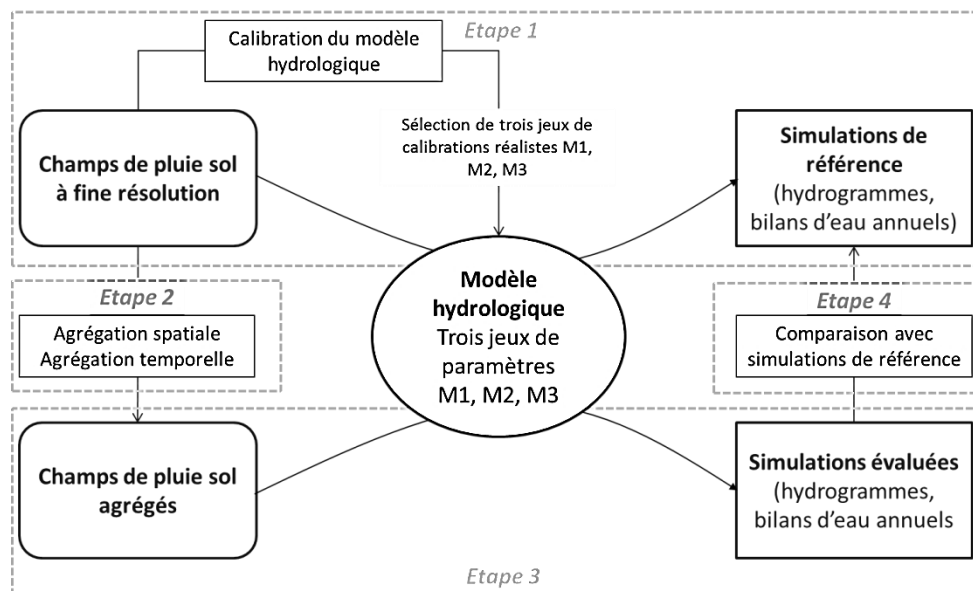 Etape 1
Calibration du modèle
hydrologique
Champs de pluie sol
à fine résolution
Sélection de trois jeux de
calibrations réalistes M1,
M2, M3
Simulations de
référence
(hydrogrammes,
bilans d'eau annuels)
Etape 2
Agrégation spatiale
Agrégation temporelle
Modèle
hydrologique
Trois jeux de
paramètres
M1, M2, M3
Etape 4
Comparaison avec
simulations de référence
Champs de pluie sol
agrégés
Simulations évaluées
(hydrogrammes,
bilans d'eau annuels
Etape 3